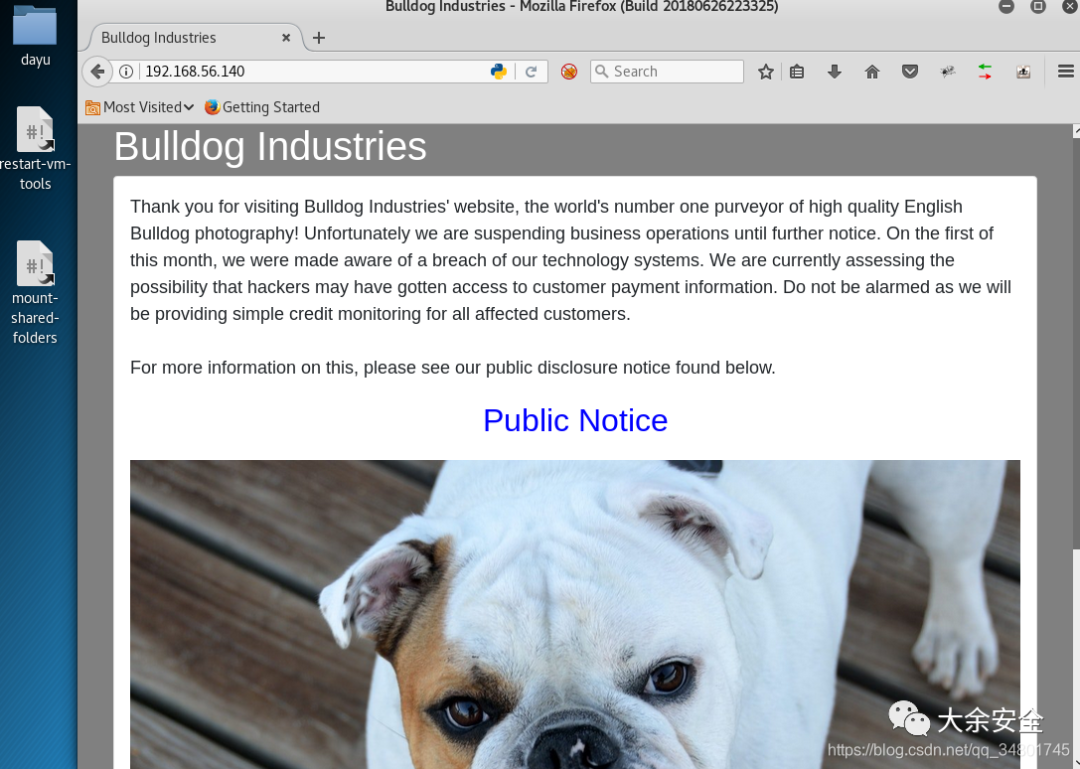 Bulldog Industries - Mozilla Firefox (Build 20180626223325)
dayu
Bulldog Industries
192.168.56.140
Search
Most Visited
Getting Started
#!
restart-vm-
tools
#!
mount-
shared-
folders
Bulldog Industries
Thank you for visiting Bulldog Industries' website, the world's number one purveyor of high quality English
Bulldog photography! Unfortunately we are suspending business operations until further notice. On the first of
this month, we were made aware of a breach of our technology systems. We are currently assessing the
possibility that hackers may have gotten access to customer payment information. Do not be alarmed as we will
be providing simple credit monitoring for all affected customers.
For more information on this, please see our public disclosure notice found below.
Public Notice
大余安全
https://blog.csdn.net/qq_34801745